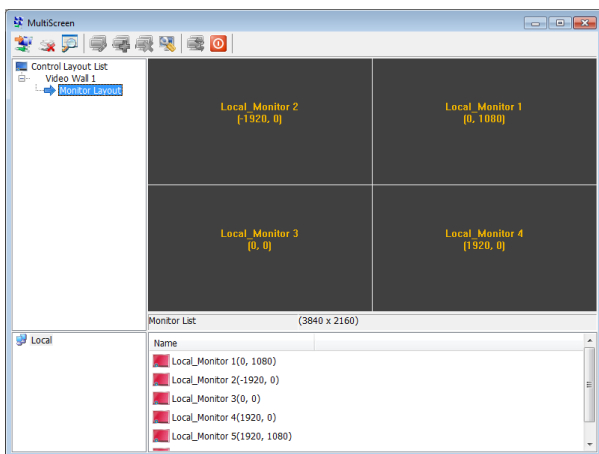 MultiScreen
Control Layout List
Video Wall 1
Monitor Layout
Local_Monitor 2
(-1920, 0)
Local_Monitor 1
(0, 1080)
Local_Monitor 3
(0, 0)
Local_Monitor 4
(1920, 0)
Monitor List (3840 x 2160)
Local
Name
Local_Monitor 1(0, 1080)
Local_Monitor 2(-1920, 0)
Local_Monitor 3(0, 0)
Local_Monitor 4(1920, 0)
Local_Monitor 5(1920, 1080)